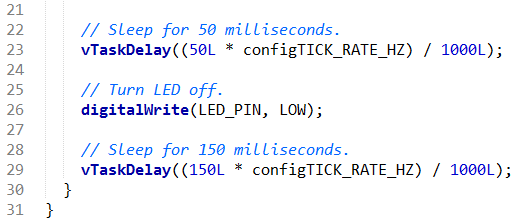 21
22 // Sleep for 50 milliseconds.
23 vTaskDelay((50L * configTICK_RATE_HZ) / 1000L);
24
25 // Turn LED off.
26 digitalWrite(LED_PIN, LOW);
27
28 // Sleep for 150 milliseconds.
29 vTaskDelay((150L * configTICK_RATE_HZ) / 1000L);
30 }
31 }